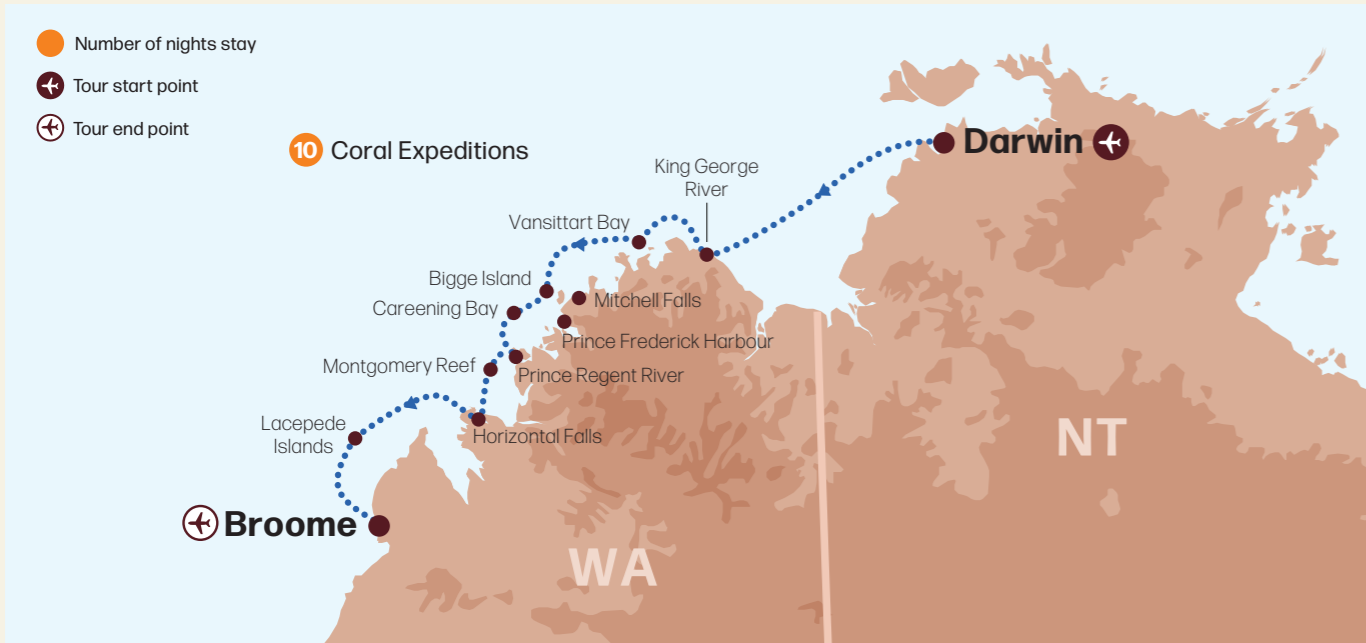 Number of nights stay
Tour start point
Tour end point
10 Coral Expeditions
Darwin
King George
River
Vansittart Bay
Bigge Island
Mitchell Falls
Careening Bay
Prince Frederick Harbour
Montgomery Reef
Prince Regent River
Lacepede
Islands
Horizontal Falls
NT
Broome
WA